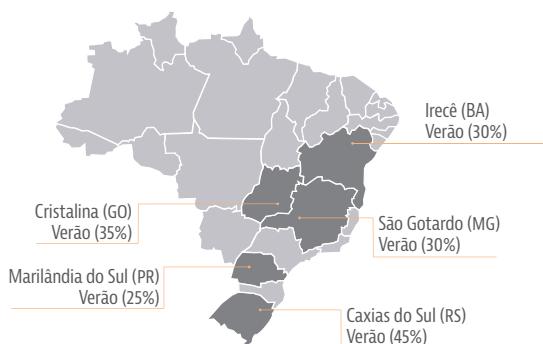 Irecê (BA)
Verão (30%)
Cristalina (GO)
Verão (35%)
São Gotardo (MG)
Verão (30%)
Marilândia do Sul (PR)
Verão (25%)
Caxias do Sul (RS)
Verão (45%)